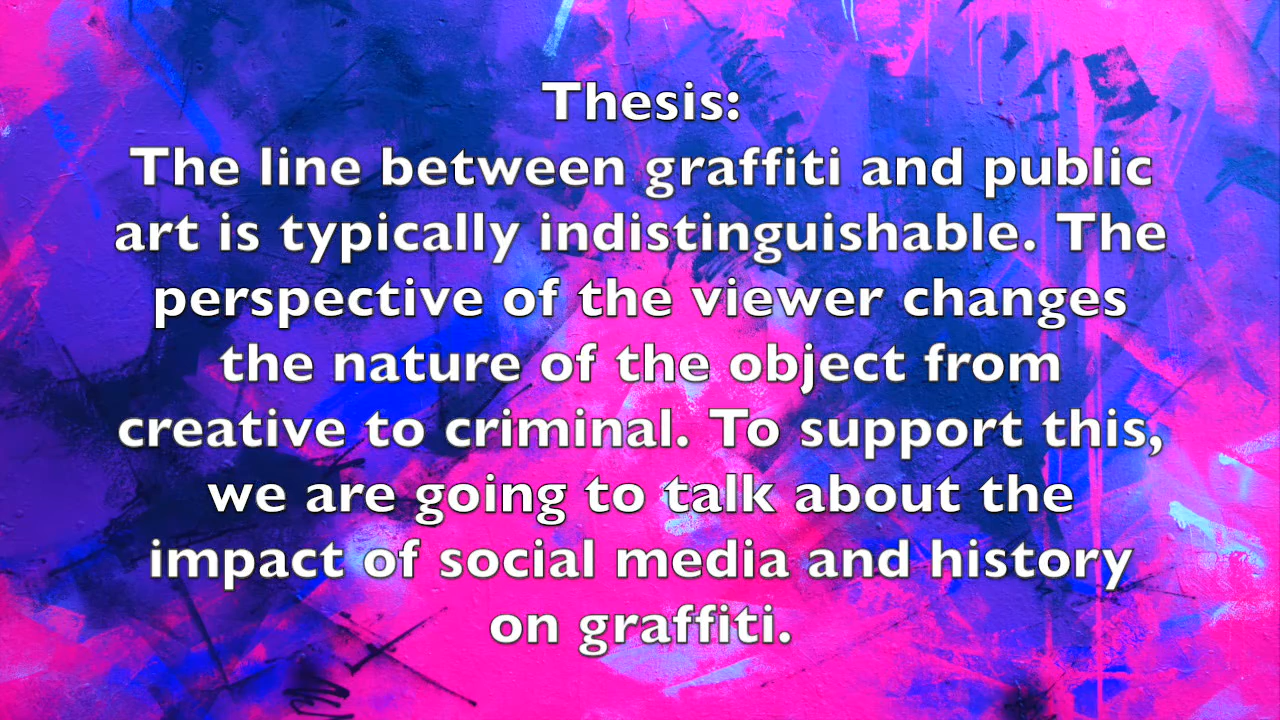 Thesis:
The line between graffiti and public
art is typically indistinguishable. The
perspective of the viewer changes
the nature of the object from
creative to criminal. To support this,
we are going to talk about the
impact of social media and history
on graffiti.